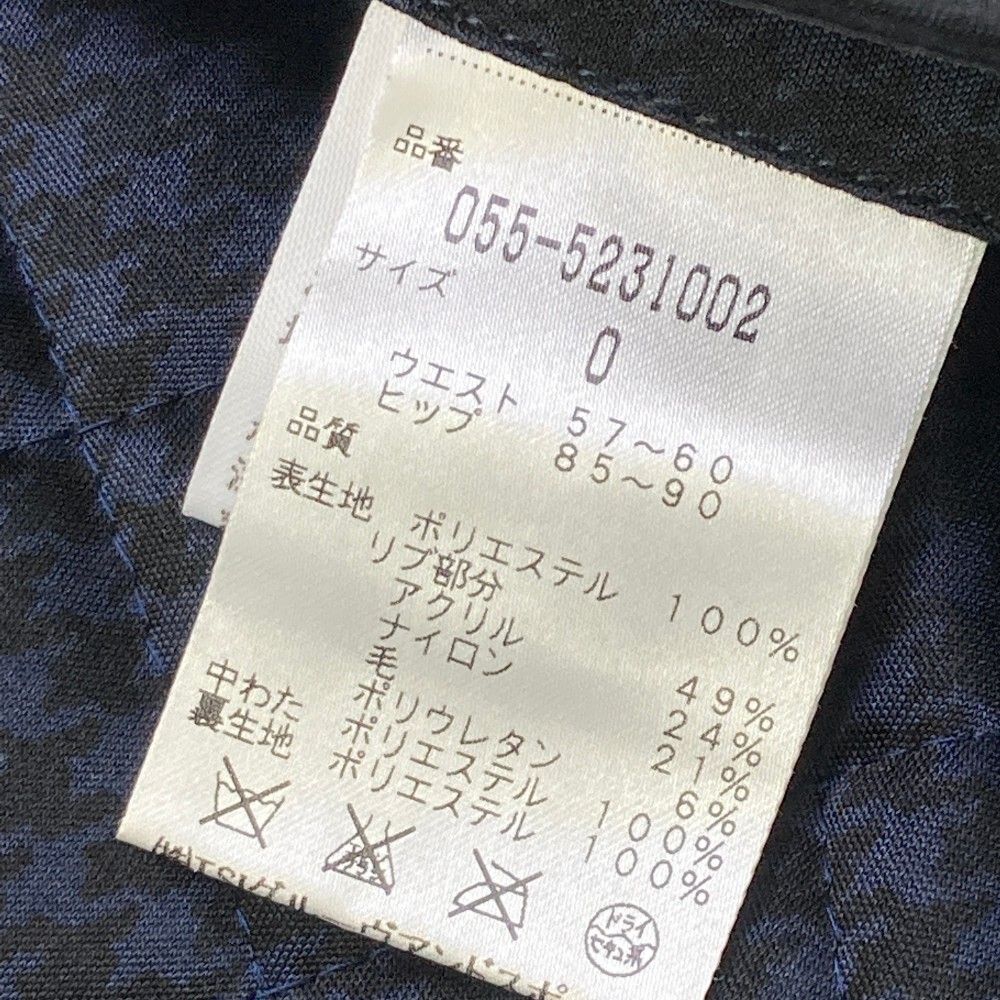 品番
055-5231002
サイズ
0
ウエスト 57~60
ヒップ 85~90
品質
表生地 ポリエステル 100%
リブ部分
アクリル 49%
ナイロン 24%
毛 21%
ポリウレタン 6%
中わた ポリエステル 100%
裏生地 ポリエステル 100%
ドライ
セキユ系